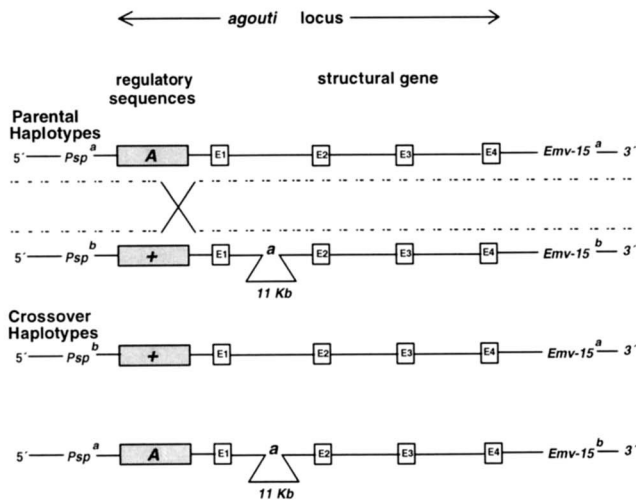 agouti locus
regulatory sequences
structural gene
Parental Haplotypes
5´ Psp a A E1 E2 E3 E4 Emv-15 a 3´
5´ Psp b + E1 a E2 E3 E4 Emv-15 b 3´
11 Kb
Crossover Haplotypes
5´ Psp b + E1 E2 E3 E4 Emv-15 a 3´
5´ Psp a A E1 a E2 E3 E4 Emv-15 b 3´
11 Kb